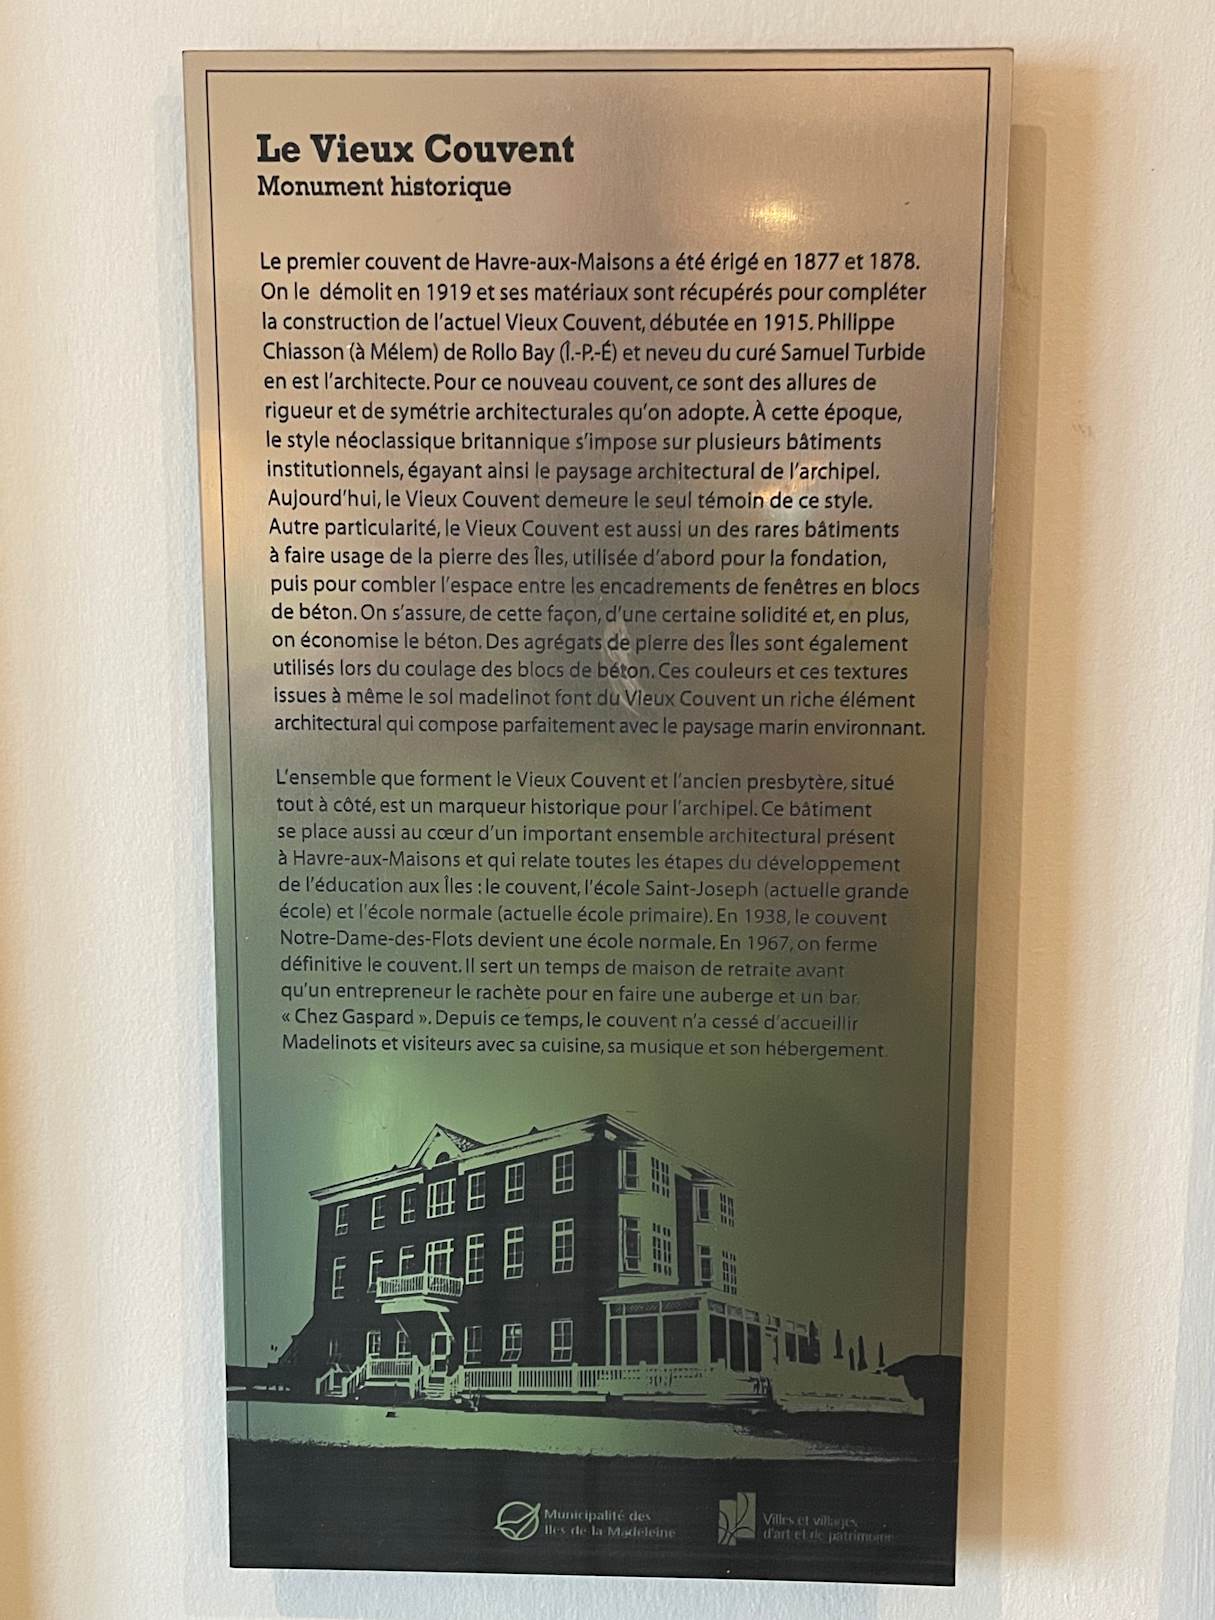 Le Vieux Couvent
Monument historique
Le premier couvent de Havre-aux-Maisons a été érigé en 1877 et 1878.
On le démolit en 1919 et ses matériaux sont récupérés pour compléter
la construction de l'actuel Vieux Couvent, débutée en 1915. Philippe
Chiasson (à Mélem) de Rollo Bay (Î.-P.-É) et neveu du curé Samuel Turbide
en est l'architecte. Pour ce nouveau couvent, ce sont des allures de
rigueur et de symétrie architecturales qu'on adopte. À cette époque,
le style néoclassique britannique s'impose sur plusieurs bâtiments
institutionnels, égayant ainsi le paysage architectural de l'archipel.
Aujourd'hui, le Vieux Couvent demeure le seul témoin de ce style.
Autre particularité, le Vieux Couvent est aussi un des rares bâtiments
à faire usage de la pierre des Îles, utilisée d'abord pour la fondation,
puis pour combler l'espace entre les encadrements de fenêtres en blocs
de béton. On s'assure, de cette façon, d'une certaine solidité et, en plus,
on économise le béton. Des agrégats de pierre des Îles sont également
utilisés lors du coulage des blocs de béton. Ces couleurs et ces textures
issues à même le sol madelinot font du Vieux Couvent un riche élément
architectural qui compose parfaitement avec le paysage marin environnant.
L'ensemble que forment le Vieux Couvent et l'ancien presbytère, situé
tout à côté, est un marqueur historique pour l'archipel. Ce bâtiment
se place aussi au cœur d'un important ensemble architectural présent
à Havre-aux-Maisons et qui relate toutes les étapes du développement
de l'éducation aux Îles : le couvent, l'école Saint-Joseph (actuelle grande
école) et l'école normale (actuelle école primaire). En 1938, le couvent
Notre-Dame-des-Flots devient une école normale. En 1967, on ferme
définitive le couvent. Il sert un temps de maison de retraite avant
qu'un entrepreneur le rachète pour en faire une auberge et un bar,
« Chez Gaspard ». Depuis ce temps, le couvent n'a cessé d'accueillir
Madelinots et visiteurs avec sa cuisine, sa musique et son hébergement.
Municipalité des
Îles de la Madeleine
Villes et villages
d'art et de patrimoine